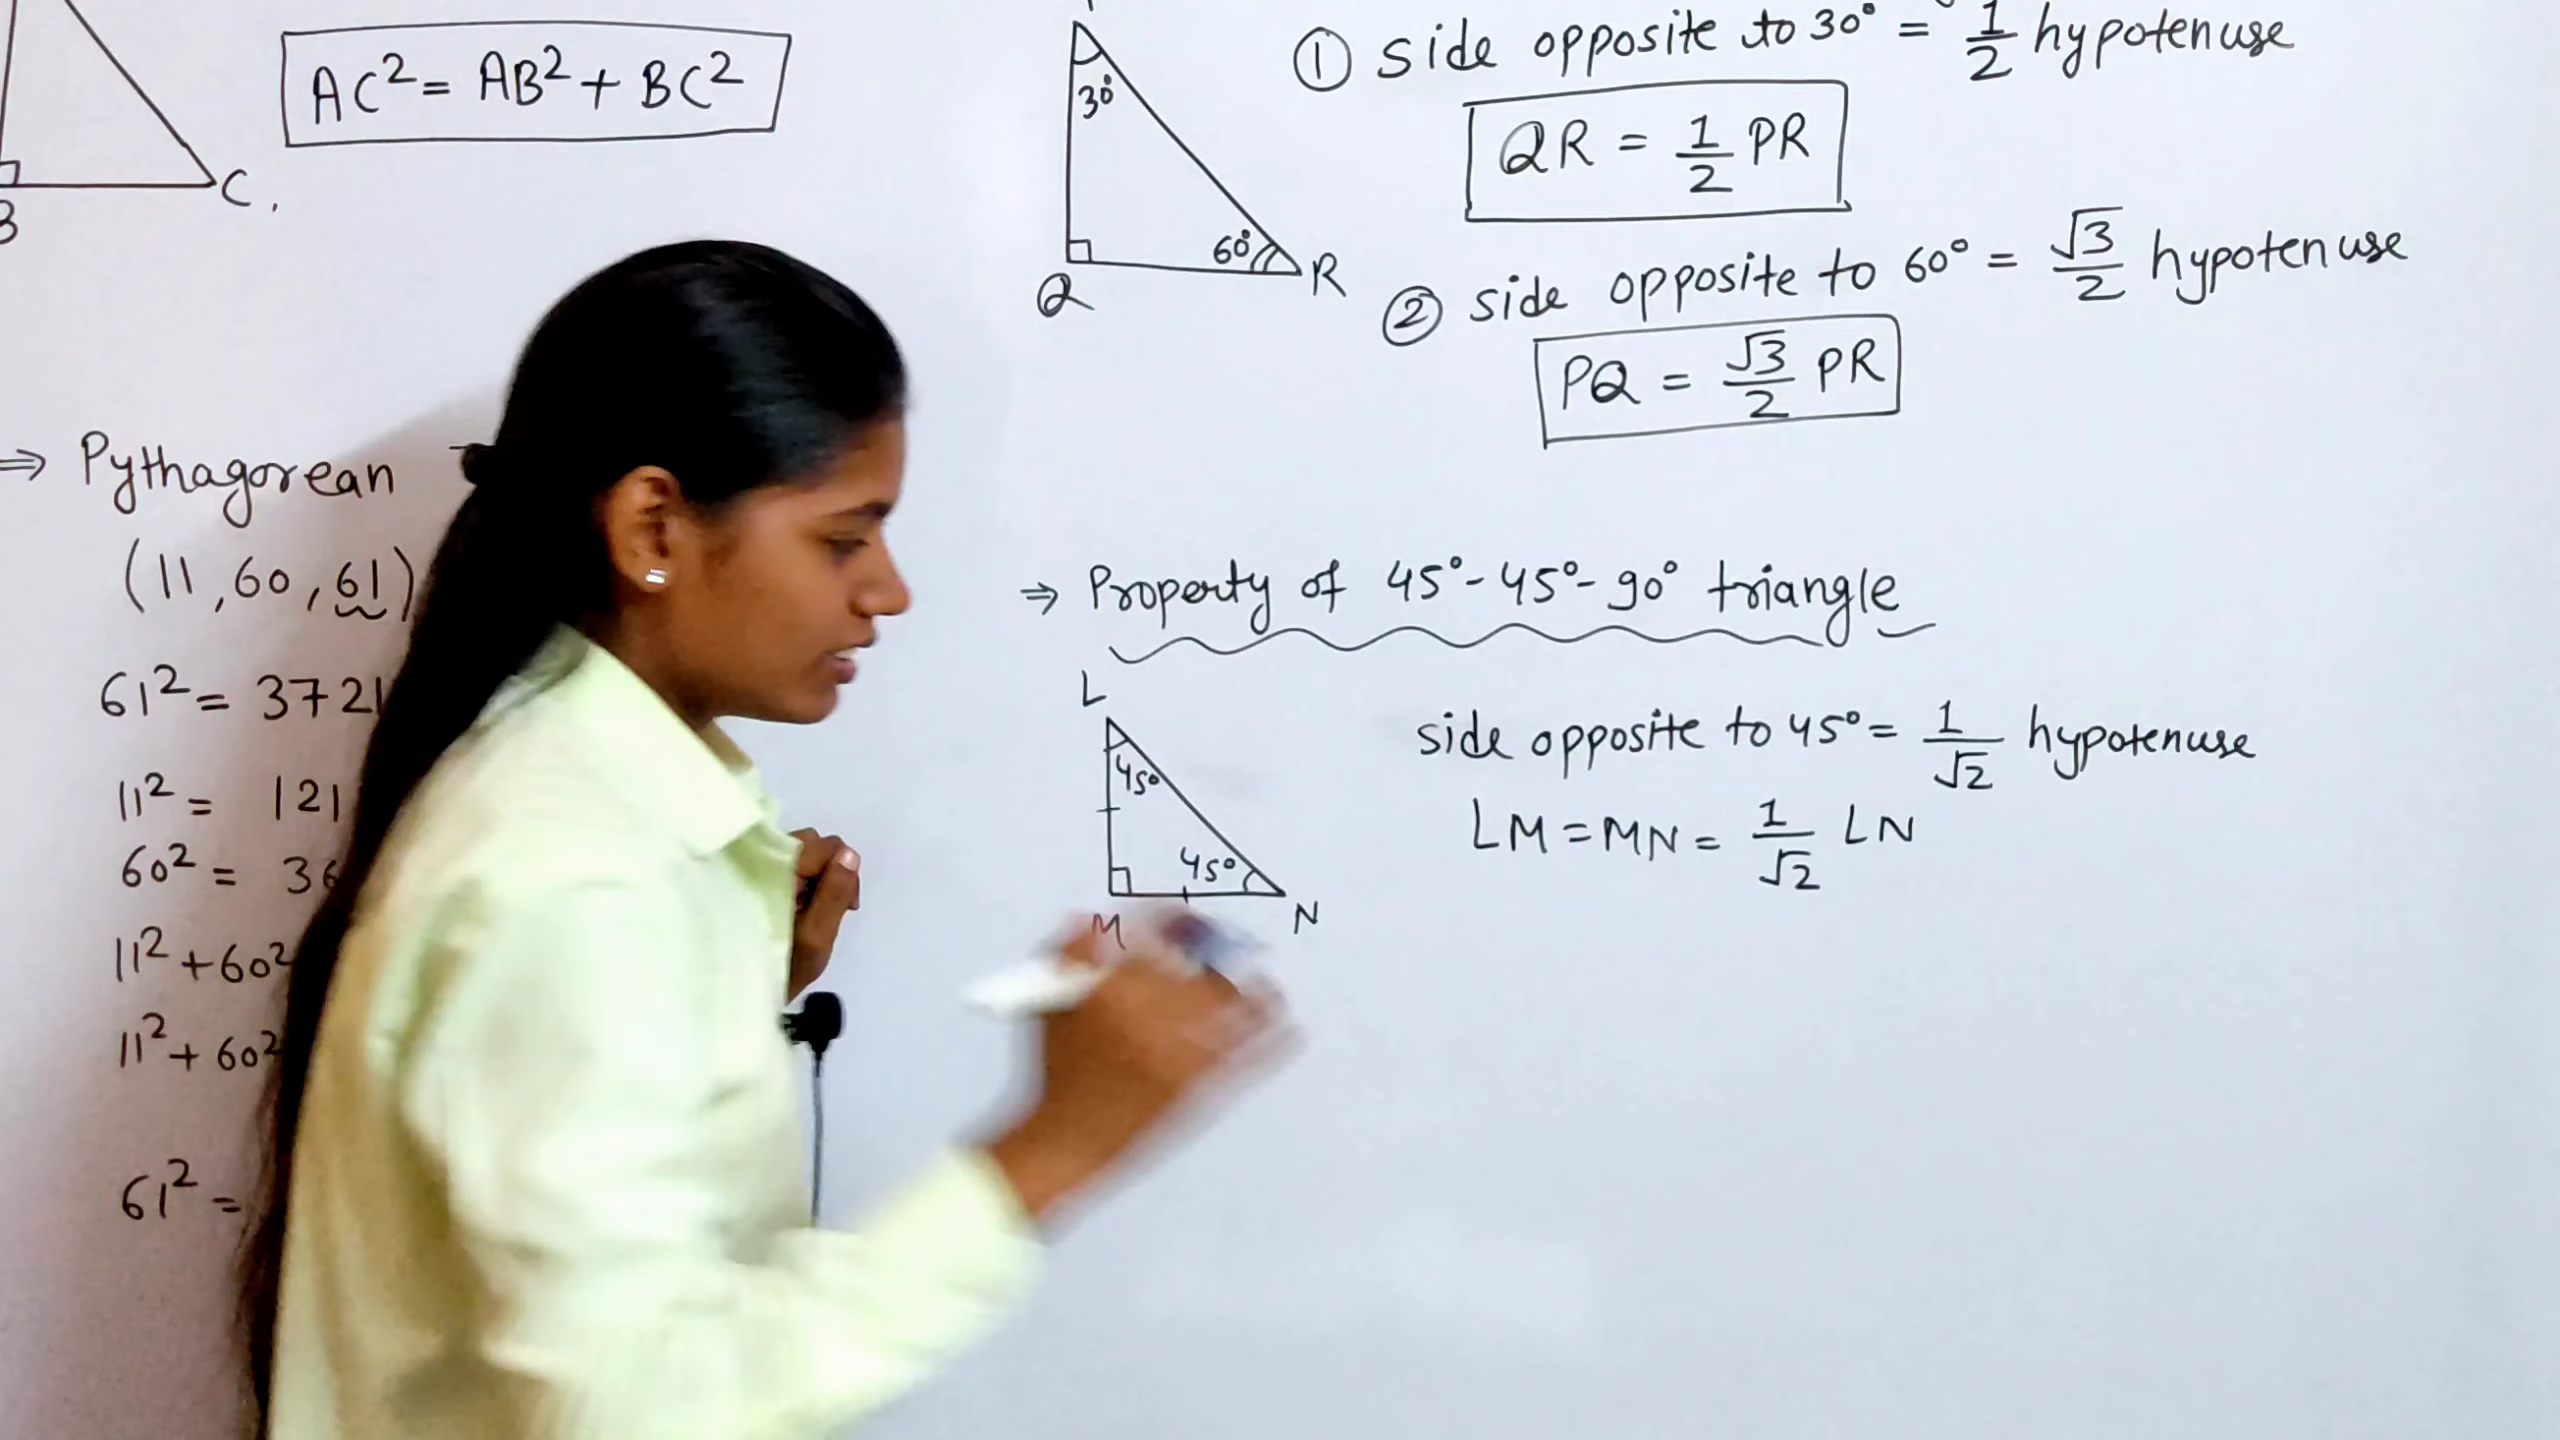 AC² = AB² + BC²
C.
B
30°
60°
Q
R
① side opposite to 30° = 1/2 hypotenuse
QR = 1/2 PR
② side opposite to 60° = √3/2 hypotenuse
PQ = √3/2 PR
⇒ Pythagorean
(11, 60, 61)
61² = 3721
11² = 121
60² = 36
11² + 60²
11² + 60²
61² =
⇒ Property of 45°-45°-90° triangle
L
45°
45°
M
N
side opposite to 45° = 1/√2 hypotenuse
LM = MN = 1/√2 LN